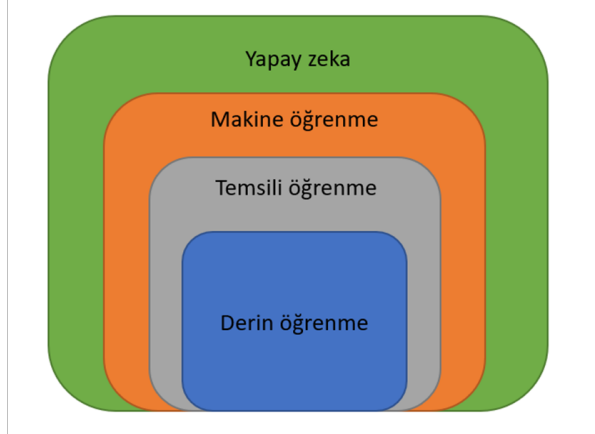 Yapay zeka
Makine öğrenme
Temsili öğrenme
Derin öğrenme